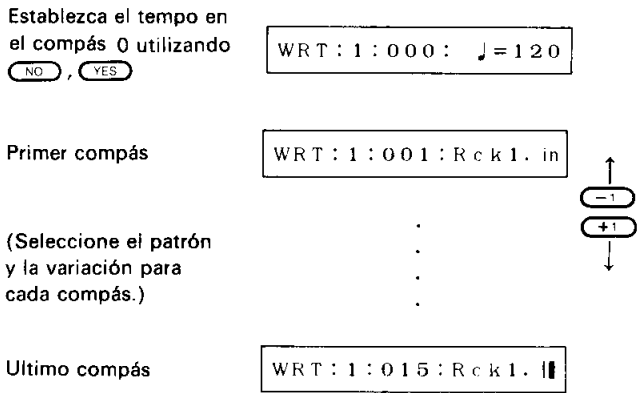 Establezca el tempo en
el compás 0 utilizando
NO , YES
WRT:1:000: ♩=120
Primer compás
WRT:1:001:Rck1. in
−1
+1
(Seleccione el patrón
y la variación para
cada compás.)
Ultimo compás
WRT:1:015:Rck1.